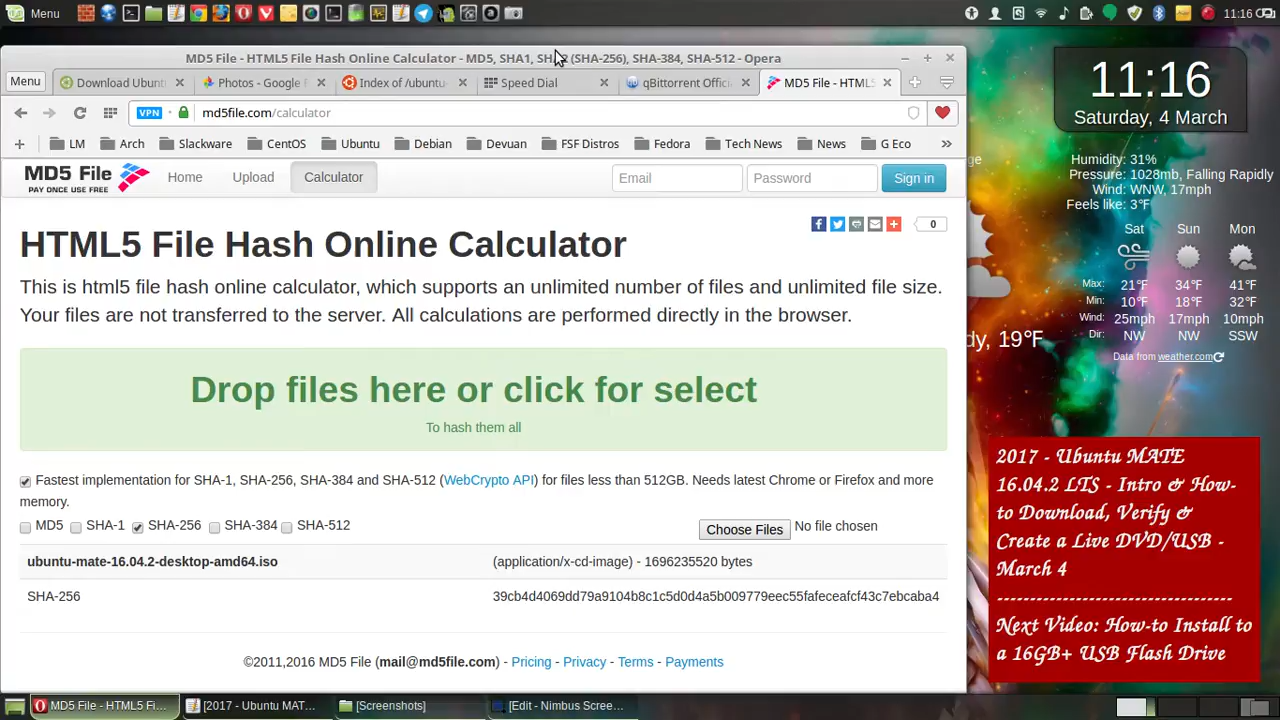 Menu
11:16
MD5 File - HTML5 File Hash Online Calculator - MD5, SHA1, SH (SHA-256), SHA-384, SHA-512 - Opera
Menu
Download Ubunt
Photos - Google
Index of /ubuntu-
Speed Dial
qBittorrent Offici
MD5 File - HTML
VPN
md5file.com/calculator
LM
Arch
Slackware
CentOS
Ubuntu
Debian
Devuan
FSF Distros
Fedora
Tech News
News
G Eco
MD5 File
PAY ONCE USE FREE
Home
Upload
Calculator
Email
Password
Sign in
0
HTML5 File Hash Online Calculator
This is html5 file hash online calculator, which supports an unlimited number of files and unlimited file size.
Your files are not transferred to the server. All calculations are performed directly in the browser.
Drop files here or click for select
To hash them all
Fastest implementation for SHA-1, SHA-256, SHA-384 and SHA-512 (WebCrypto API) for files less than 512GB. Needs latest Chrome or Firefox and more
memory.
MD5 SHA-1 SHA-256 SHA-384 SHA-512
Choose Files No file chosen
ubuntu-mate-16.04.2-desktop-amd64.iso (application/x-cd-image) - 1696235520 bytes
SHA-256 39cb4d4069dd79a9104b8c1c5d0d4a5b009779eec55fafeceafcf43c7ebcaba4
©2011,2016 MD5 File (mail@md5file.com) - Pricing - Privacy - Terms - Payments
11:16
Saturday, 4 March
ge
Humidity: 31%
Pressure: 1028mb, Falling Rapidly
Wind: WNW, 17mph
Feels like: 3°F
Sat Sun Mon
Max: 21°F 34°F 41°F
Min: 10°F 18°F 32°F
Wind: 25mph 17mph 10mph
Dir: NW NW SSW
dy, 19°F
Data from weather.com
2017 - Ubuntu MATE
16.04.2 LTS - Intro & How-
to Download, Verify &
Create a Live DVD/USB -
March 4
---------------------------------
Next Video: How-to Install to
a 16GB+ USB Flash Drive
MD5 File - HTML5 Fi...
[2017 - Ubuntu MAT...
[Screenshots]
[Edit - Nimbus Scree...